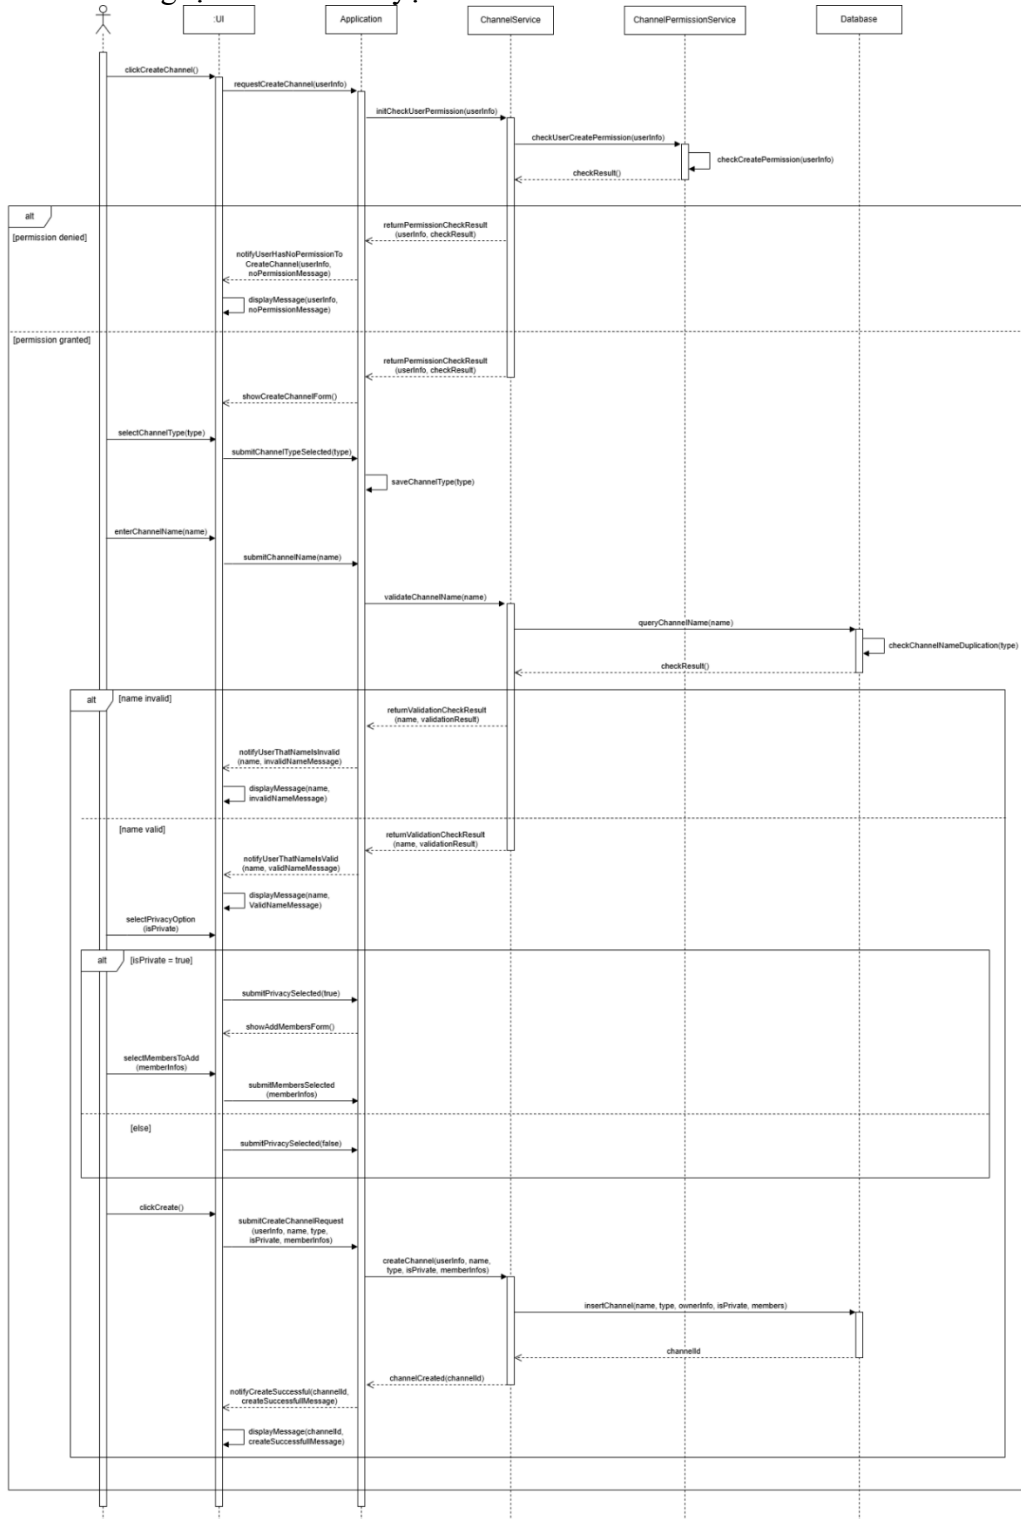 :UI
Application
ChannelService
ChannelPermissionService
Database
clickCreateChannel()
requestCreateChannel(userInfo)
initCheckUserPermission(userInfo)
checkUserCreatePermission(userInfo)
checkCreatePermission(userInfo)
checkResult()
alt
[permission denied]
returnPermissionCheckResult
(userInfo, checkResult)
notifyUserHasNoPermissionTo
CreateChannel(userInfo,
noPermissionMessage)
displayMessage(userInfo,
noPermissionMessage)
[permission granted]
returnPermissionCheckResult
(userInfo, checkResult)
showCreateChannelForm()
selectChannelType(type)
submitChannelTypeSelected(type)
saveChannelType(type)
enterChannelName(name)
submitChannelName(name)
validateChannelName(name)
queryChannelName(name)
checkChannelNameDuplication(type)
checkResult()
alt
[name invalid]
returnValidationCheckResult
(name, validationResult)
notifyUserThatNameIsInvalid
(name, invalidNameMessage)
displayMessage(name,
invalidNameMessage)
[name valid]
returnValidationCheckResult
(name, validationResult)
notifyUserThatNameIsValid
(name, validNameMessage)
displayMessage(name,
ValidNameMessage)
selectPrivacyOption
(isPrivate)
alt
[isPrivate = true]
submitPrivacySelected(true)
showAddMembersForm()
selectMembersToAdd
(memberInfos)
submitMembersSelected
(memberInfos)
[else]
submitPrivacySelected(false)
clickCreate()
submitCreateChannelRequest
(userInfo, name, type,
isPrivate, memberInfos)
createChannel(userInfo, name,
type, isPrivate, memberInfos)
insertChannel(name, type, ownerInfo, isPrivate, members)
channelId
channelCreated(channelId)
notifyCreateSuccessful(channelId,
createSuccessfullMessage)
displayMessage(channelId,
createSuccessfullMessage)